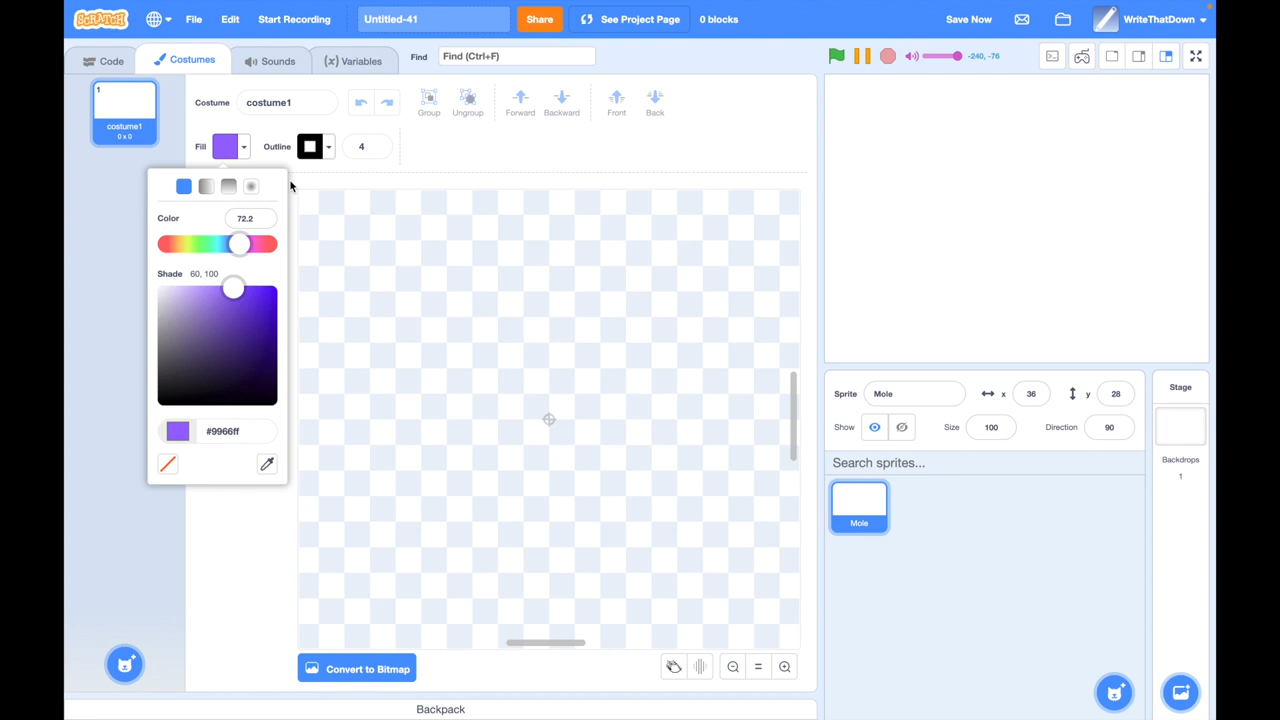 SCRATCH File Edit Start Recording Untitled-41 Share See Project Page 0 blocks Save Now WriteThatDown
Code Costumes Sounds (x) Variables Find Find (Ctrl+F) -240, -76
1
costume1
0 x 0
Costume costume1 Group Ungroup Forward Backward Front Back
Fill Outline 4
Color 72.2
Shade 60, 100
#9966ff
Convert to Bitmap
Backpack
Sprite Mole x 36 y 28
Show Size 100 Direction 90
Search sprites...
Mole
Stage
Backdrops
1